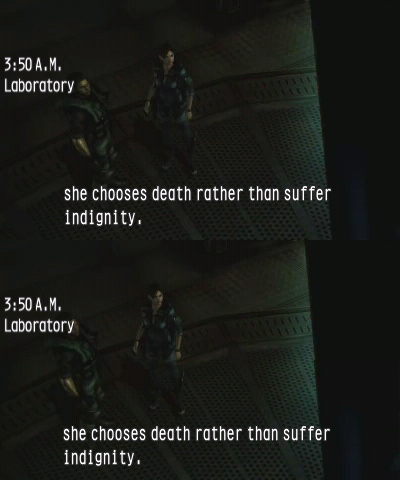 3:50 A.M.
Laboratory
she chooses death rather than suffer
indignity.
3:50 A.M.
Laboratory
she chooses death rather than suffer
indignity.